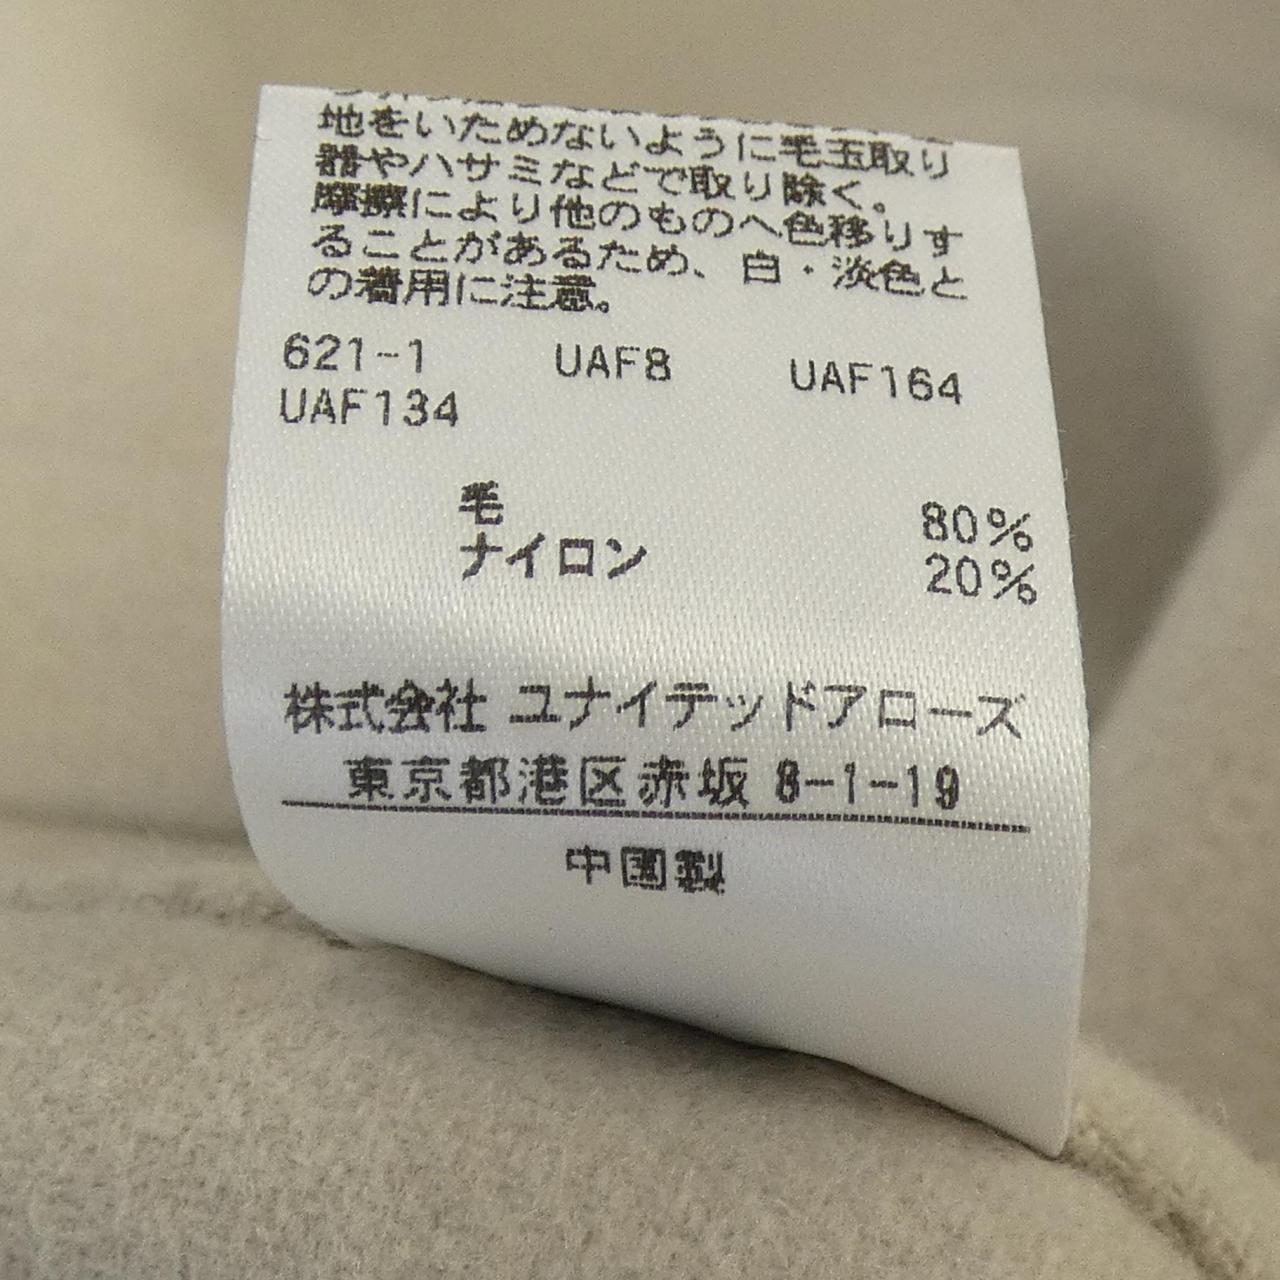 地をいためないように毛玉取り
器やハサミなどで取り除く。
摩擦により他のものへ色移りす
ることがあるため、白・淡色と
の着用に注意。
621-1 UAF8 UAF164
UAF134
毛 80%
ナイロン 20%
株式会社 ユナイテッドアローズ
東京都港区赤坂 8-1-19
中国製